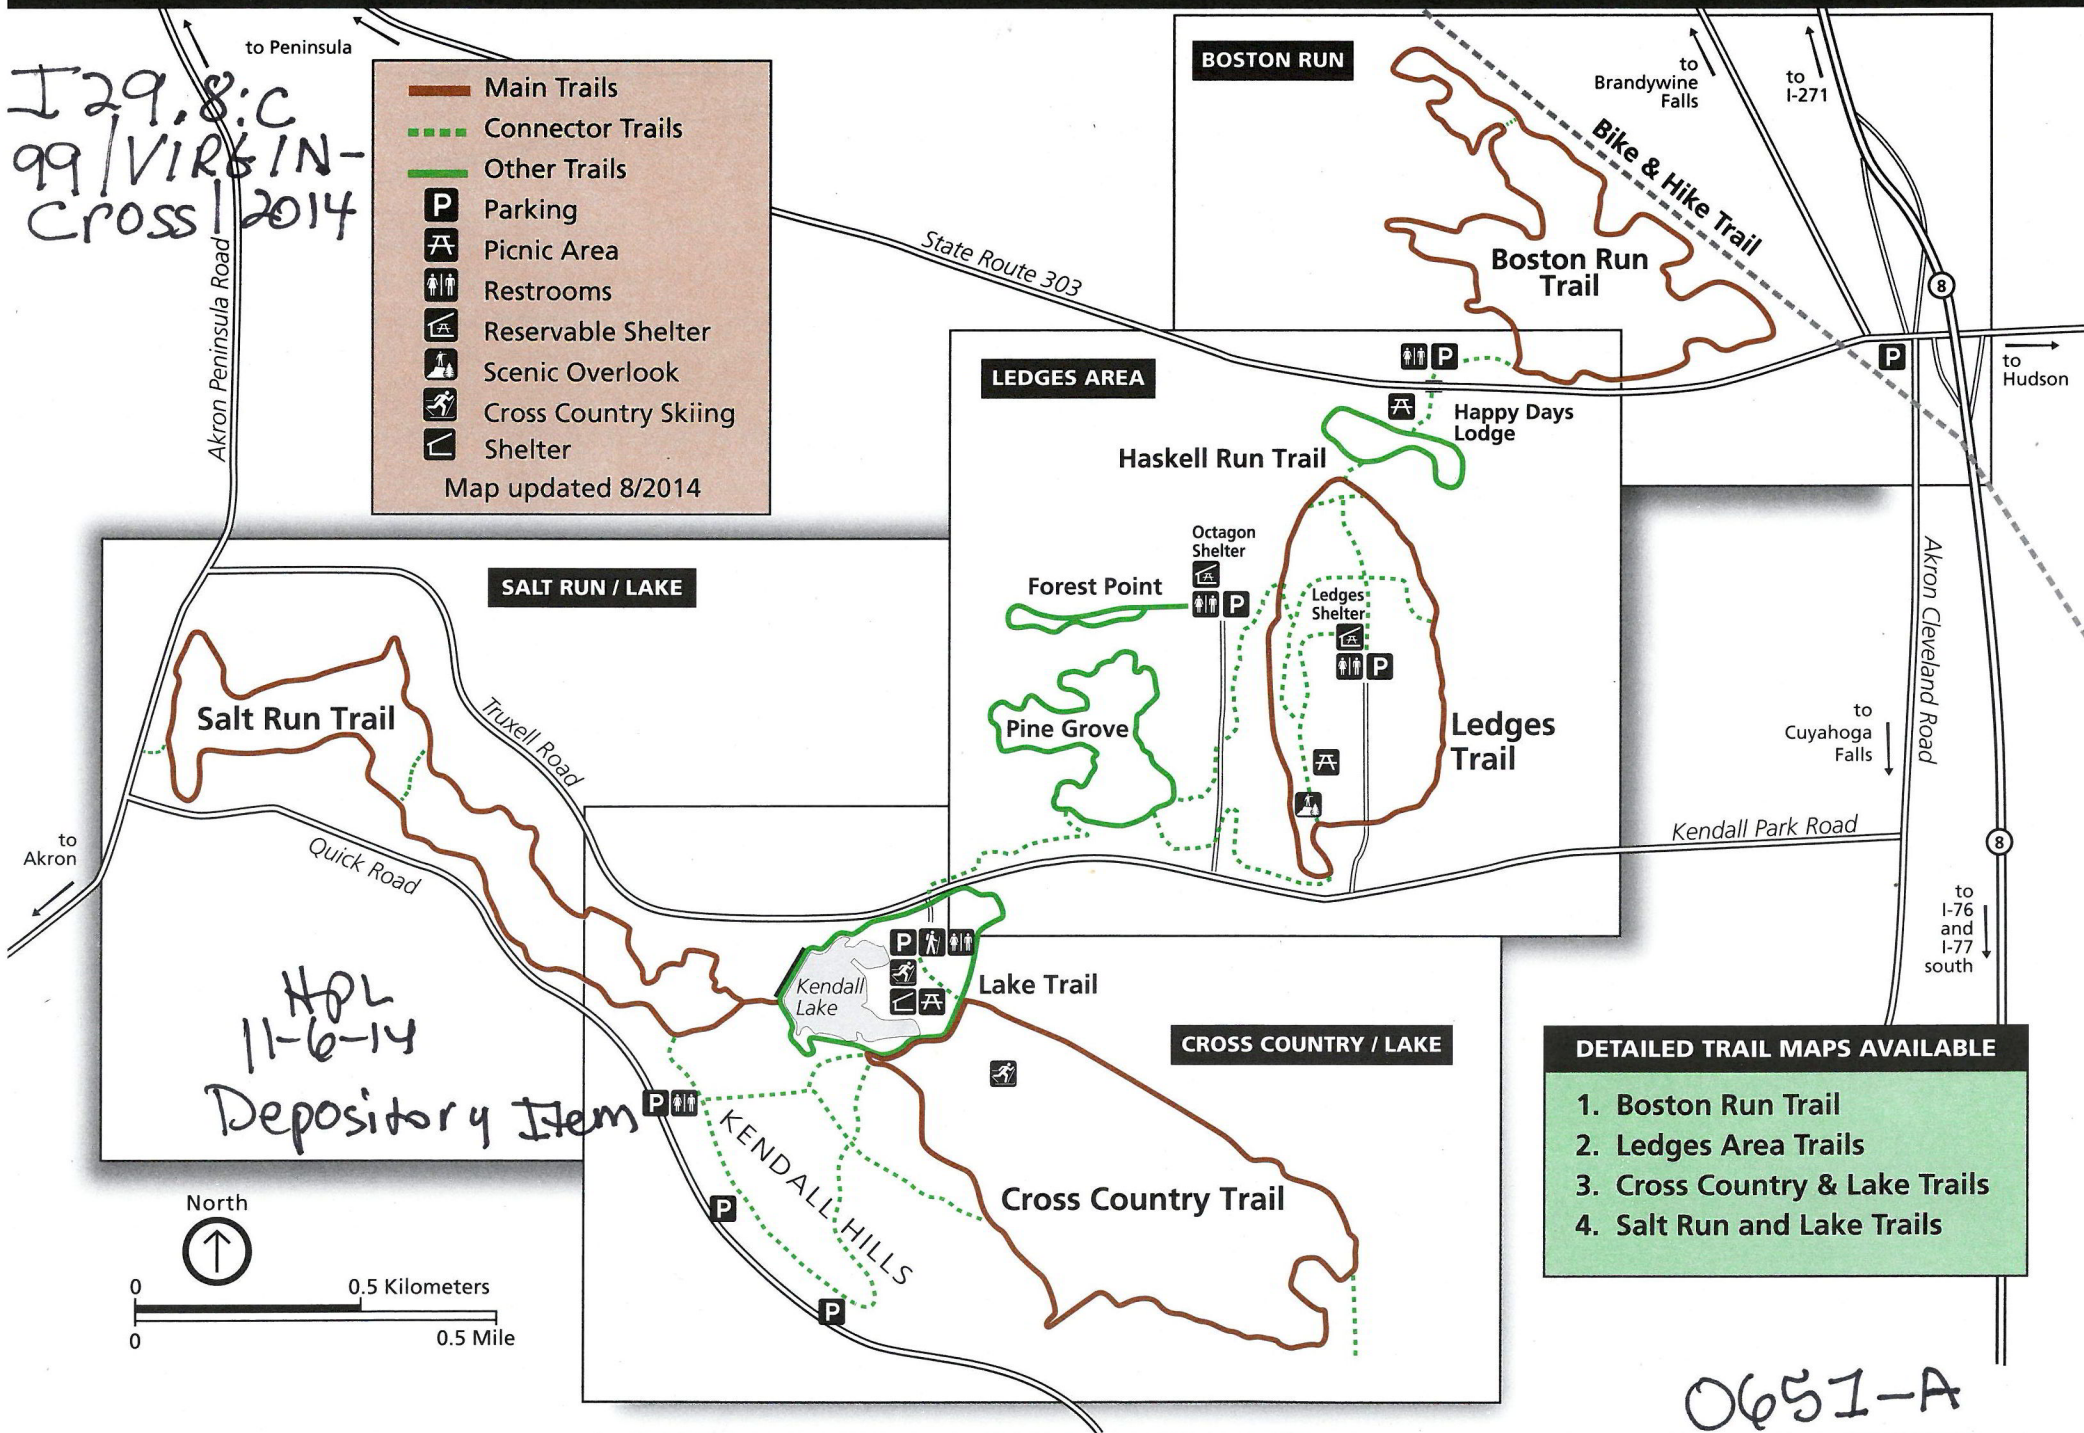 to Peninsula
I29.8:C
99/VIRGIN-
Cross/2014
Akron Peninsula Road
Main Trails
Connector Trails
Other Trails
P Parking
Picnic Area
Restrooms
Reservable Shelter
Scenic Overlook
Cross Country Skiing
Shelter
Map updated 8/2014
State Route 303
BOSTON RUN
to
Brandywine
Falls
to
I-271
Bike & Hike Trail
Boston Run
Trail
8
P
to
Hudson
LEDGES AREA
P
Happy Days
Lodge
Haskell Run Trail
Octagon
Shelter
P
Forest Point
Ledges
Shelter
P
Pine Grove
Ledges
Trail
Akron Cleveland Road
to
Cuyahoga
Falls
Kendall Park Road
8
to
I-76
and
I-77
south
SALT RUN / LAKE
Salt Run Trail
Truxell Road
Quick Road
to
Akron
HPL
11-6-14
Depository Item
P
Kendall
Lake
P
Lake Trail
CROSS COUNTRY / LAKE
KENDALL HILLS
P
P
Cross Country Trail
DETAILED TRAIL MAPS AVAILABLE
1. Boston Run Trail
2. Ledges Area Trails
3. Cross Country & Lake Trails
4. Salt Run and Lake Trails
North
0 0.5 Kilometers
0 0.5 Mile
0651-A